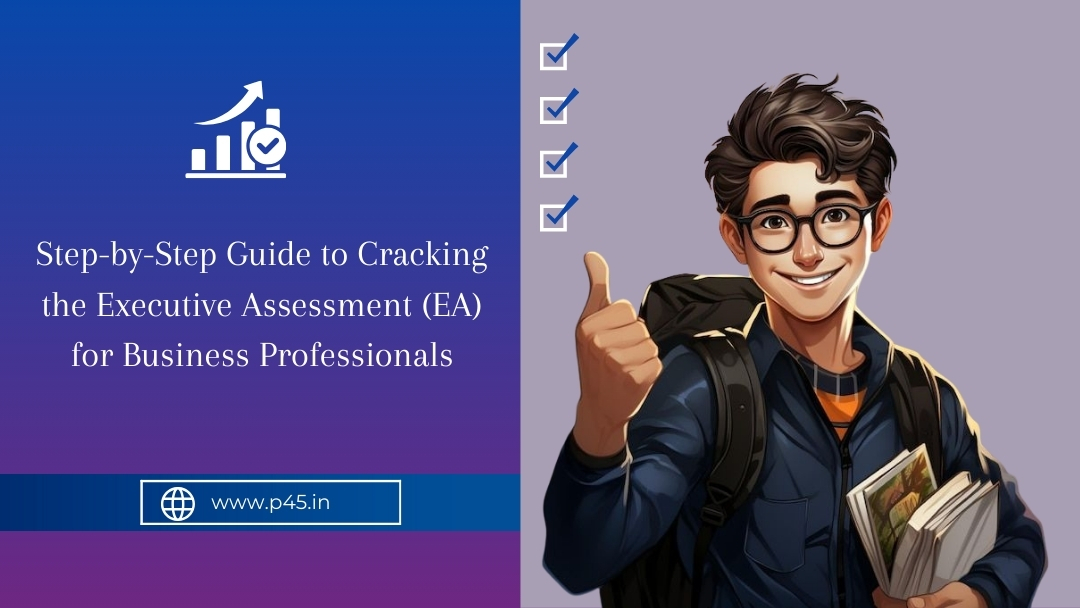 Step-by-Step Guide to Cracking
the Executive Assessment (EA)
for Business Professionals
www.p45.in